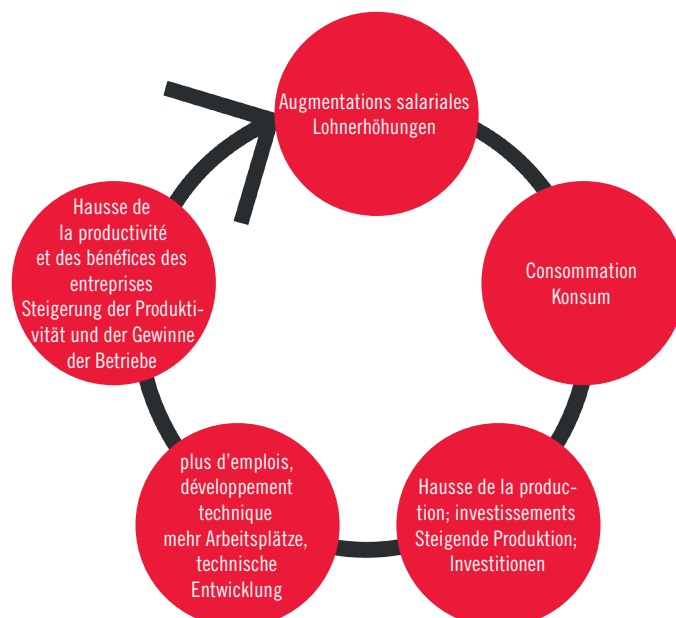 Augmentations salariales
Lohnerhöhungen
Consommation
Konsum
Hausse de la produc-
tion; investissements
Steigende Produktion;
Investitionen
plus d’emplois,
développement
technique
mehr Arbeitsplätze,
technische
Entwicklung
Hausse de
la productivité
et des bénéfices des
entreprises
Steigerung der Produkti-
vität und der Gewinne
der Betriebe